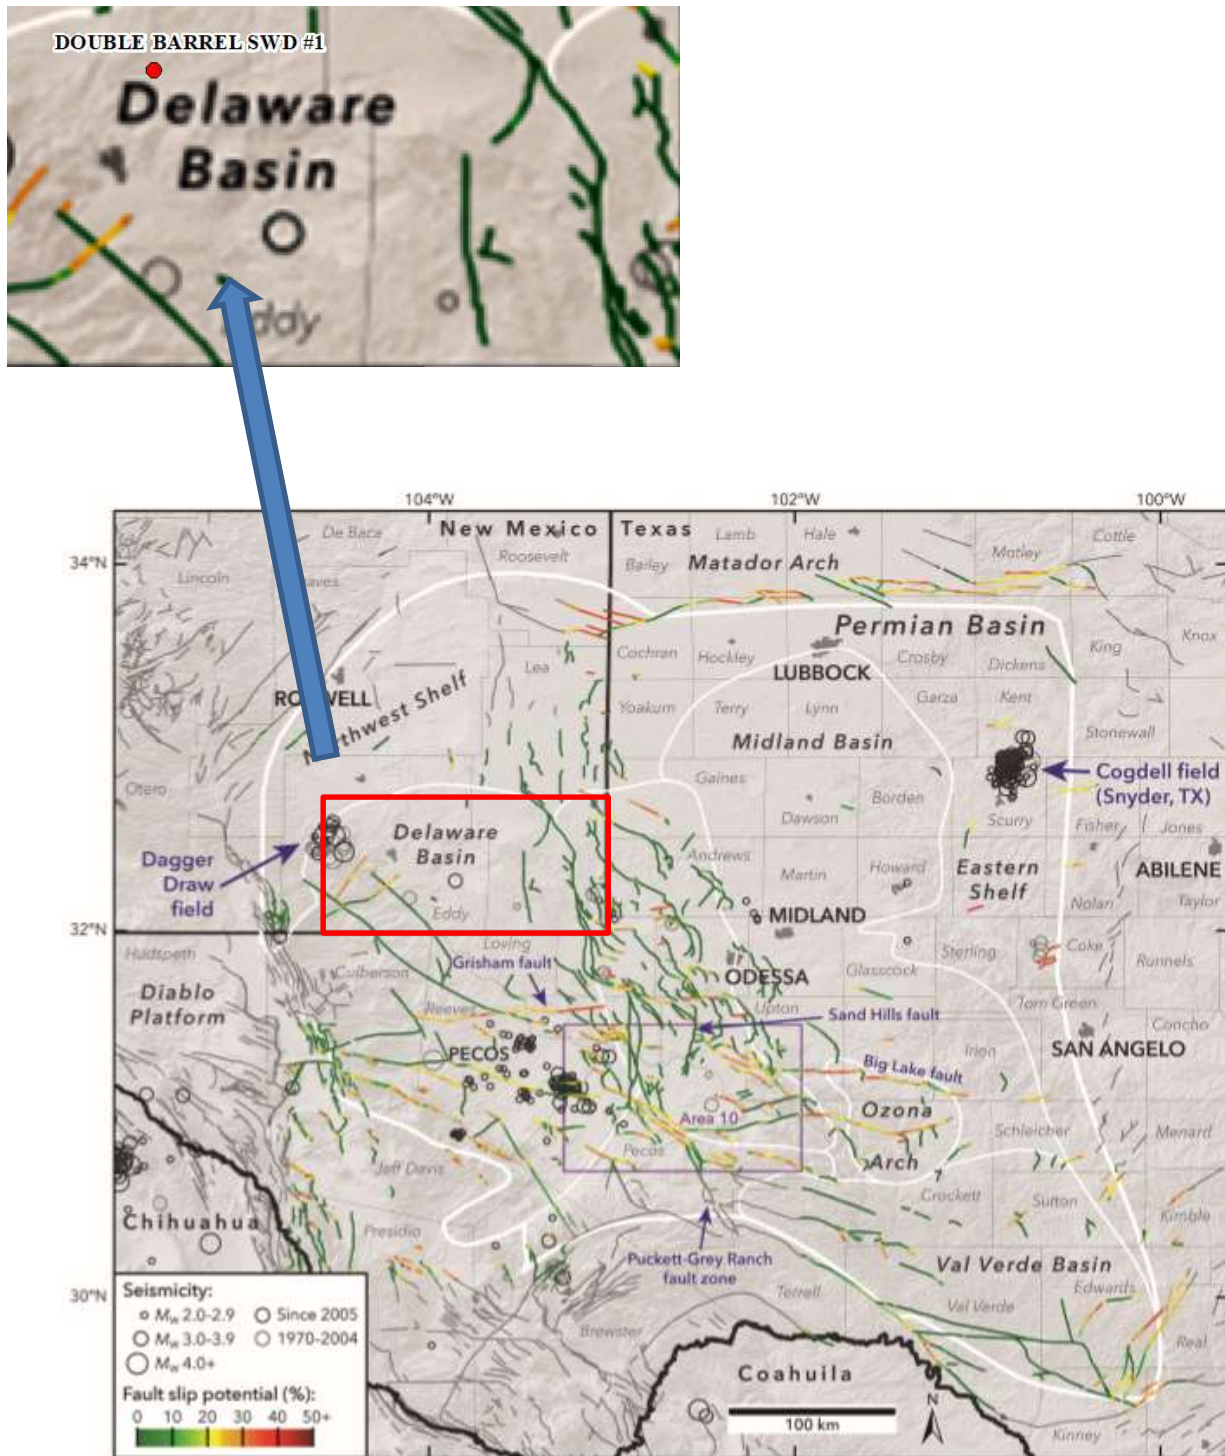 DOUBLE BARREL SWD #1
Delaware
Basin
Eddy
104°W
102°W
100°W
New Mexico
Texas
De Baca
Roosevelt
Lamb
Hale
Cottle
Motley
34°N
Lincoln
Bailey
Matador Arch
Permian Basin
Knox
King
Cochran
Hockley
Crosby
Dickens
Lea
LUBBOCK
Northwest Shelf
Yoakum
Terry
Lynn
Garza
Kent
Stonewall
Midland Basin
Otero
Gaines
Cogdell field
(Snyder, TX)
Borden
Dawson
Scurry
Fisher
Jones
Delaware
Basin
Dagger
Draw
field
Andrews
Martin
Howard
Eastern
Shelf
ABILENE
Nolan
Taylor
Eddy
MIDLAND
32°N
Hudspeth
Loving
Sterling
Coke
Runnels
Grisham fault
Culberson
ODESSA
Glasscock
Diablo
Platform
Reeves
Upton
Sand Hills fault
Tom Green
Concho
PECOS
Irion
SAN ANGELO
Big Lake fault
Area 10
Ozona
Arch
Schleicher
Menard
Pecos
Jeff Davis
Crockett
Sutton
Kimble
Chihuahua
Presidio
Puckett-Grey Ranch
fault zone
Val Verde Basin
Terrell
Edwards
Val Verde
30°N
Brewster
Real
Coahuila
N
100 km
Kinney
Seismicity:
Mw 2.0-2.9
Since 2005
Mw 3.0-3.9
1970-2004
Mw 4.0+
Fault slip potential (%):
0 10 20 30 40 50+